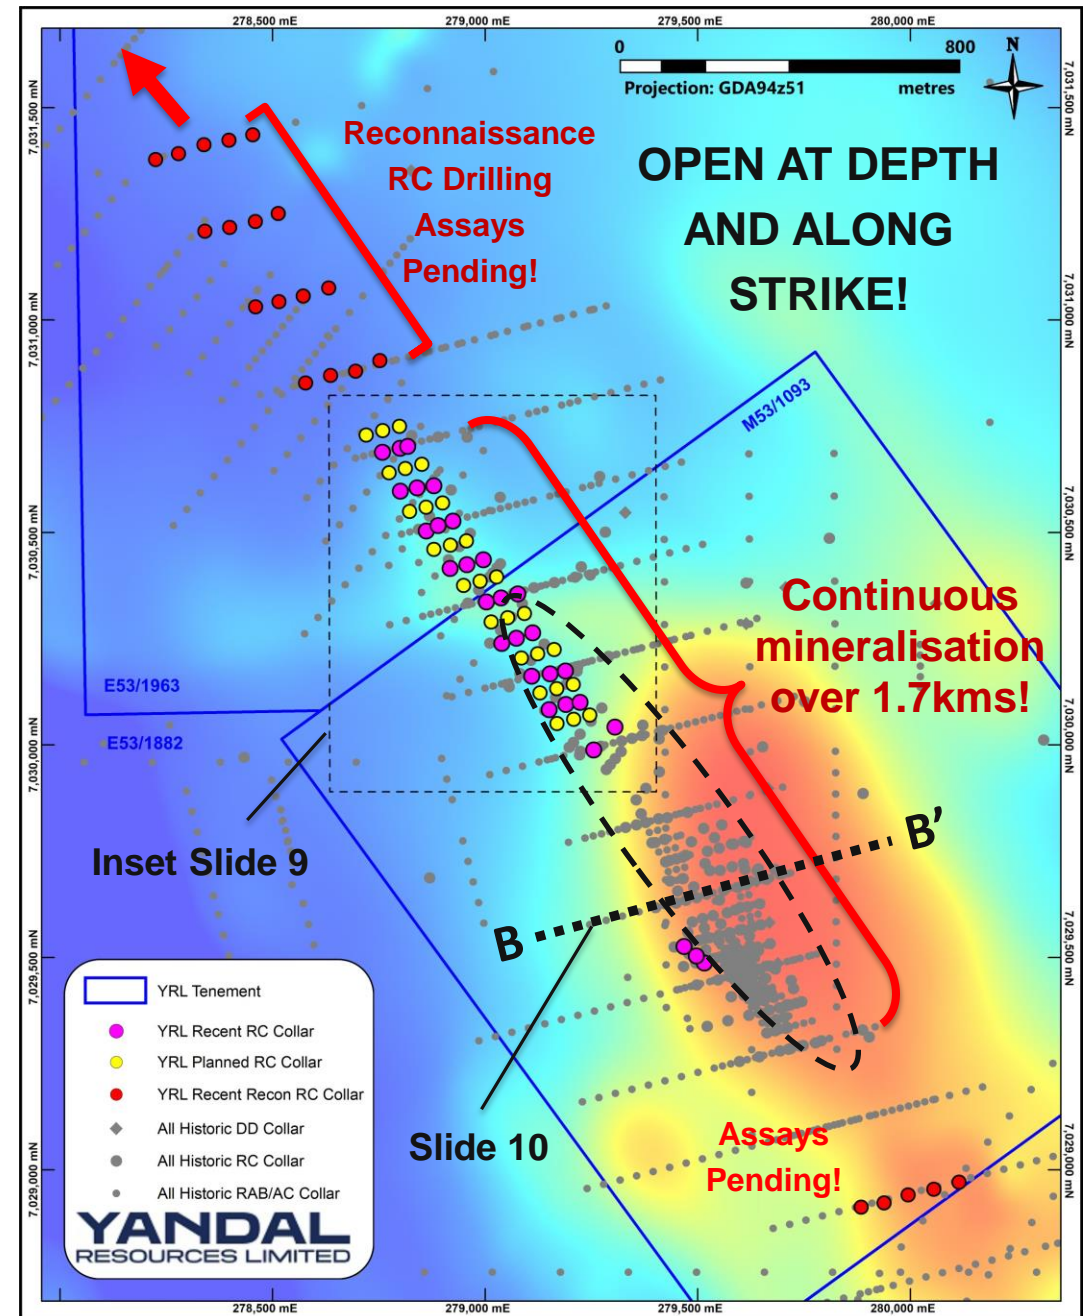 278,500 mE
279,000 mE
279,500 mE
280,000 mE
0
800
N
Projection: GDA94z51
metres
7,031,500 mN
7,031,500 mN
Reconnaissance
RC Drilling
Assays
Pending!
OPEN AT DEPTH
AND ALONG
STRIKE!
7,031,000 mN
7,031,000 mN
M53/1093
7,030,500 mN
7,030,500 mN
Continuous
mineralisation
over 1.7kms!
E53/1963
E53/1882
7,030,000 mN
7,030,000 mN
Inset Slide 9
B'
B
7,029,500 mN
7,029,500 mN
YRL Tenement
YRL Recent RC Collar
YRL Planned RC Collar
YRL Recent Recon RC Collar
All Historic DD Collar
All Historic RC Collar
All Historic RAB/AC Collar
YANDAL
RESOURCES LIMITED
Slide 10
Assays
Pending!
7,029,000 mN
7,029,000 mN
278,500 mE
279,000 mE
279,500 mE
280,000 mE